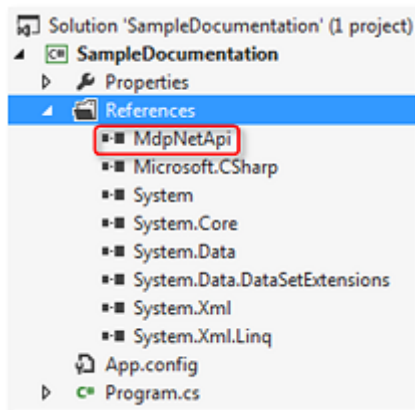 Solution 'SampleDocumentation' (1 project)
C# SampleDocumentation
Properties
References
MdpNetApi
Microsoft.CSharp
System
System.Core
System.Data
System.Data.DataSetExtensions
System.Xml
System.Xml.Linq
App.config
C# Program.cs